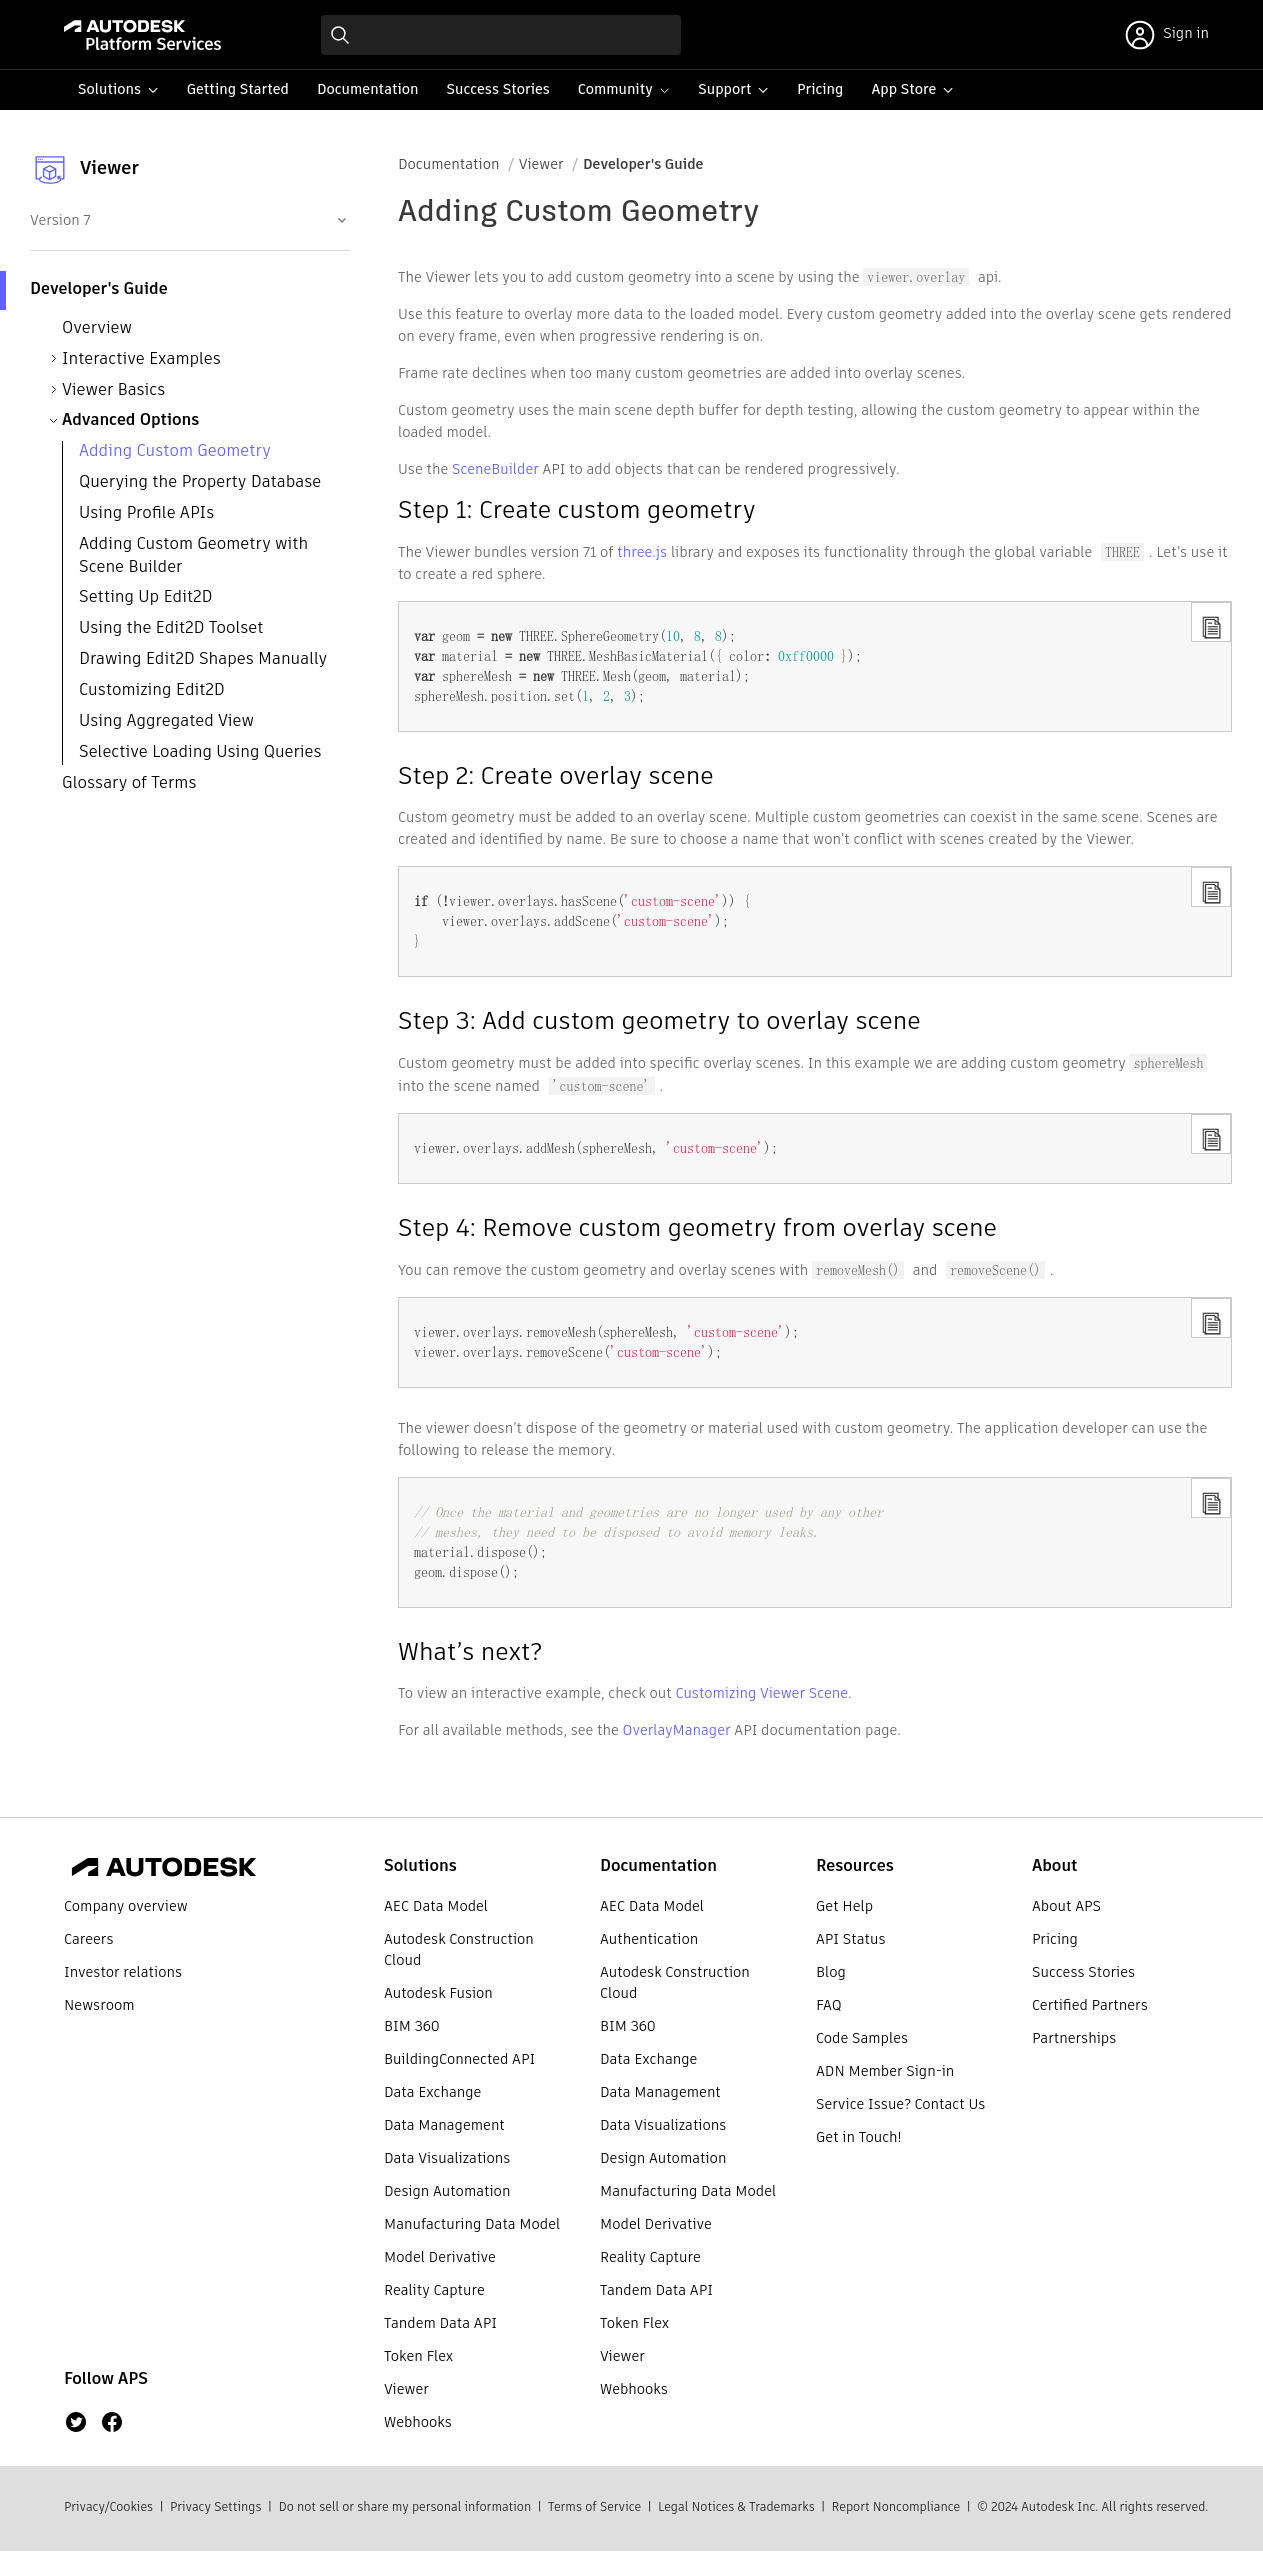 AUTODESK
Platform Services
Sign in
Solutions
Getting Started
Documentation
Success Stories
Community
Support
Pricing
App Store
Viewer
Version 7
Developer's Guide
Overview
Interactive Examples
Viewer Basics
Advanced Options
Adding Custom Geometry
Querying the Property Database
Using Profile APIs
Adding Custom Geometry with
Scene Builder
Setting Up Edit2D
Using the Edit2D Toolset
Drawing Edit2D Shapes Manually
Customizing Edit2D
Using Aggregated View
Selective Loading Using Queries
Glossary of Terms
Documentation / Viewer / Developer's Guide
Adding Custom Geometry
The Viewer lets you to add custom geometry into a scene by using the viewer.overlay api.
Use this feature to overlay more data to the loaded model. Every custom geometry added into the overlay scene gets rendered
on every frame, even when progressive rendering is on.
Frame rate declines when too many custom geometries are added into overlay scenes.
Custom geometry uses the main scene depth buffer for depth testing, allowing the custom geometry to appear within the
loaded model.
Use the SceneBuilder API to add objects that can be rendered progressively.
Step 1: Create custom geometry
The Viewer bundles version 71 of three.js library and exposes its functionality through the global variable THREE . Let’s use it
to create a red sphere.
var geom = new THREE.SphereGeometry(10, 8, 8);
var material = new THREE.MeshBasicMaterial({ color: 0xff0000 });
var sphereMesh = new THREE.Mesh(geom, material);
sphereMesh.position.set(1, 2, 3);
Step 2: Create overlay scene
Custom geometry must be added to an overlay scene. Multiple custom geometries can coexist in the same scene. Scenes are
created and identified by name. Be sure to choose a name that won’t conflict with scenes created by the Viewer.
if (!viewer.overlays.hasScene('custom-scene')) {
    viewer.overlays.addScene('custom-scene');
}
Step 3: Add custom geometry to overlay scene
Custom geometry must be added into specific overlay scenes. In this example we are adding custom geometry sphereMesh
into the scene named 'custom-scene' .
viewer.overlays.addMesh(sphereMesh, 'custom-scene');
Step 4: Remove custom geometry from overlay scene
You can remove the custom geometry and overlay scenes with removeMesh() and removeScene() .
viewer.overlays.removeMesh(sphereMesh, 'custom-scene');
viewer.overlays.removeScene('custom-scene');
The viewer doesn’t dispose of the geometry or material used with custom geometry. The application developer can use the
following to release the memory.
// Once the material and geometries are no longer used by any other
// meshes, they need to be disposed to avoid memory leaks.
material.dispose();
geom.dispose();
What’s next?
To view an interactive example, check out Customizing Viewer Scene.
For all available methods, see the OverlayManager API documentation page.
AUTODESK
Company overview
Careers
Investor relations
Newsroom
Follow APS
Solutions
AEC Data Model
Autodesk Construction
Cloud
Autodesk Fusion
BIM 360
BuildingConnected API
Data Exchange
Data Management
Data Visualizations
Design Automation
Manufacturing Data Model
Model Derivative
Reality Capture
Tandem Data API
Token Flex
Viewer
Webhooks
Documentation
AEC Data Model
Authentication
Autodesk Construction
Cloud
BIM 360
Data Exchange
Data Management
Data Visualizations
Design Automation
Manufacturing Data Model
Model Derivative
Reality Capture
Tandem Data API
Token Flex
Viewer
Webhooks
Resources
Get Help
API Status
Blog
FAQ
Code Samples
ADN Member Sign-in
Service Issue? Contact Us
Get in Touch!
About
About APS
Pricing
Success Stories
Certified Partners
Partnerships
Privacy/Cookies | Privacy Settings | Do not sell or share my personal information | Terms of Service | Legal Notices & Trademarks | Report Noncompliance | © 2024 Autodesk Inc. All rights reserved.